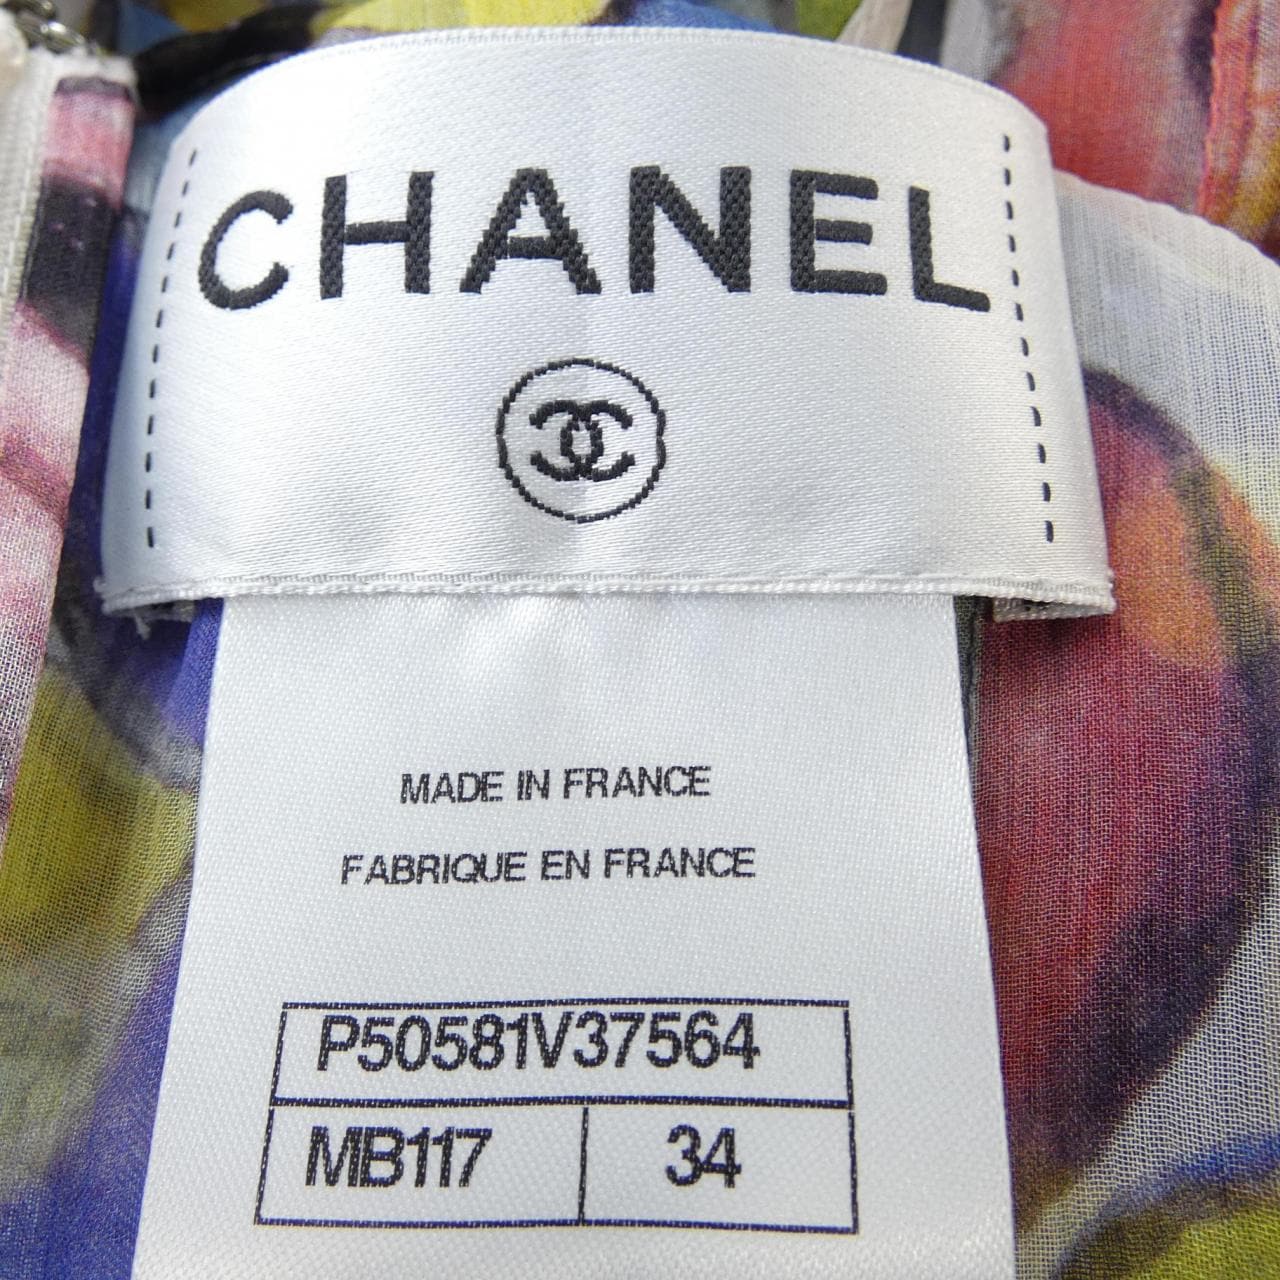 CHANEL
MADE IN FRANCE
FABRIQUE EN FRANCE
P50581V37564
MB117 34